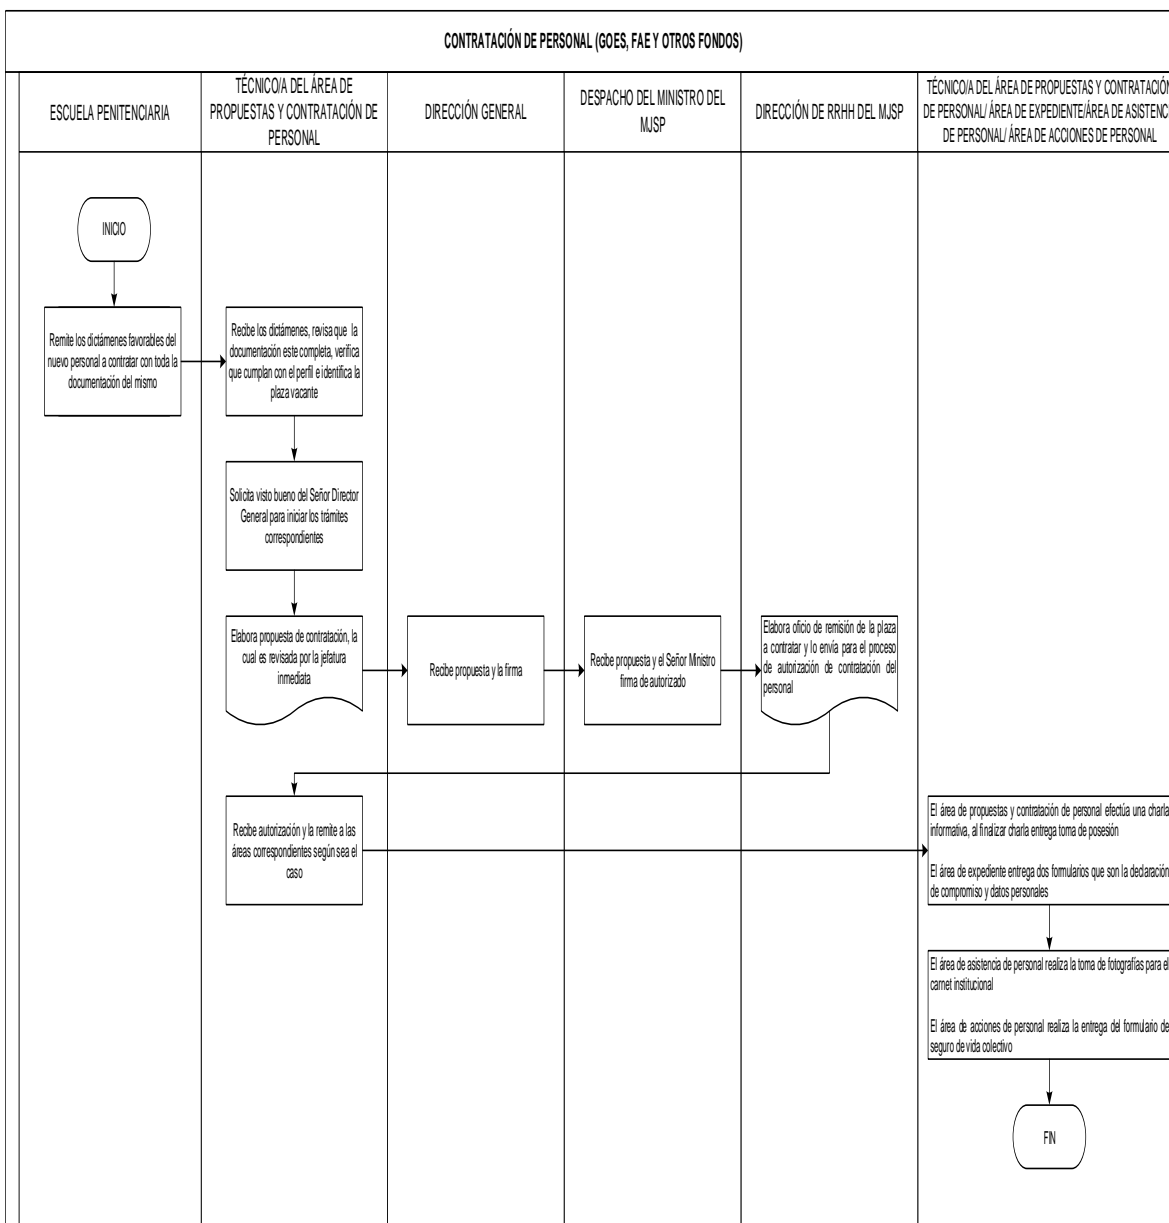 CONTRATACIÓN DE PERSONAL (GOES, FAE Y OTROS FONDOS)
ESCUELA PENITENCIARIA
TÉCNICO/A DEL ÁREA DE
PROPUESTAS Y CONTRATACIÓN DE
PERSONAL
DIRECCIÓN GENERAL
DESPACHO DEL MINISTRO DEL
MJSP
DIRECCIÓN DE RRHH DEL MJSP
TÉCNICO/A DEL ÁREA DE PROPUESTAS Y CONTRATACIÓN
DE PERSONAL/ ÁREA DE EXPEDIENTE/ÁREA DE ASISTENCI
DE PERSONAL/ ÁREA DE ACCIONES DE PERSONAL
INICIO
Remite los dictámenes favorables del
nuevo personal a contratar con toda la
documentación del mismo
Recibe los dictámenes, revisa que la
documentación este completa, verifica
que cumplan con el perfil e identifica la
plaza vacante
Solicita visto bueno del Señor Director
General para iniciar los trámites
correspondientes
Elabora propuesta de contratación, la
cual es revisada por la jefatura
inmediata
Recibe propuesta y la firma
Recibe propuesta y el Señor Ministro
firma de autorizado
Elabora oficio de remisión de la plaza
a contratar y lo envía para el proceso
de autorización de contratación del
personal
Recibe autorización y la remite a las
áreas correspondientes según sea el
caso
El área de propuestas y contratación de personal efectúa una charla
informativa, al finalizar charla entrega toma de posesión
El área de expediente entrega dos formularios que son la declaración
de compromiso y datos personales
El área de asistencia de personal realiza la toma de fotografías para el
carnet institucional
El área de acciones de personal realiza la entrega del formulario de
seguro de vida colectivo
FIN